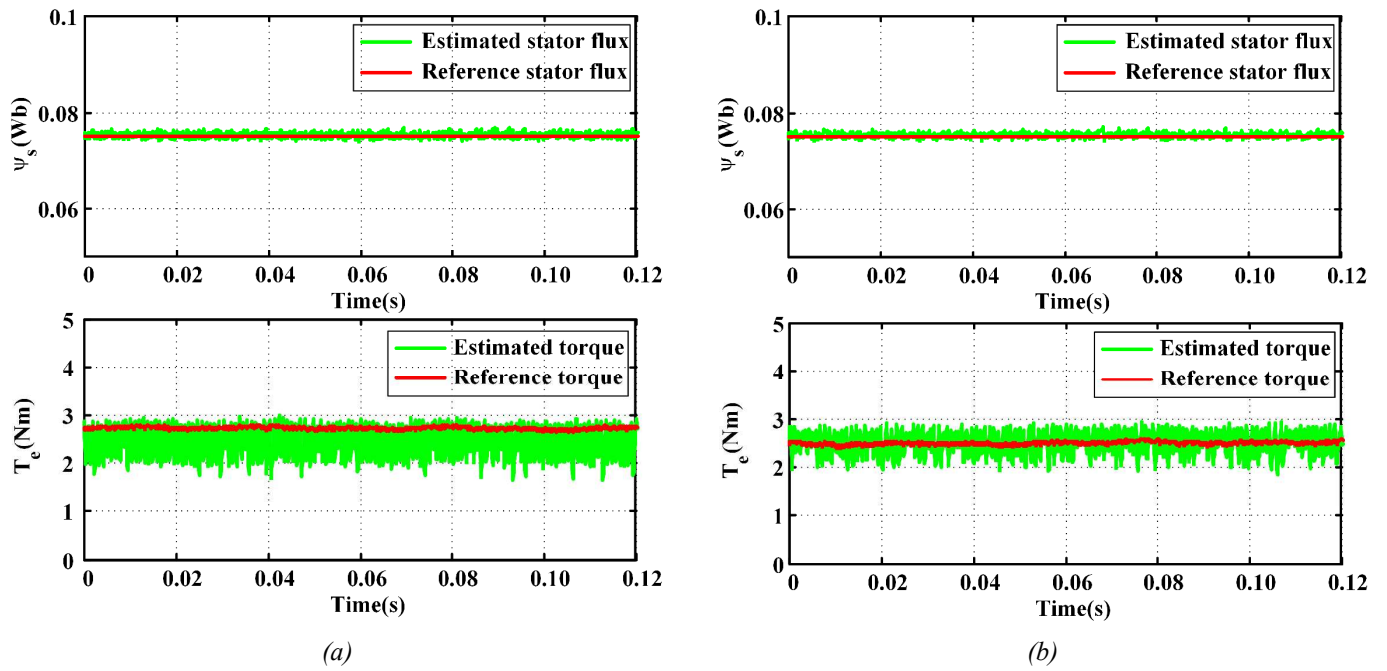 0.1
Estimated stator flux
Reference stator flux
0.08
0.06
ψs(Wb)
0 0.02 0.04 0.06 0.08 0.10 0.12
Time(s)
5
Estimated torque
Reference torque
4
3
2
1
0
Te(Nm)
0 0.02 0.04 0.06 0.08 0.10 0.12
Time(s)
(a)
0.1
Estimated stator flux
Reference stator flux
0.08
0.06
ψs(Wb)
0 0.02 0.04 0.06 0.08 0.10 0.12
Time(s)
5
Estimated torque
Reference torque
4
3
2
1
0
Te(Nm)
0 0.02 0.04 0.06 0.08 0.10 0.12
Time(s)
(b)